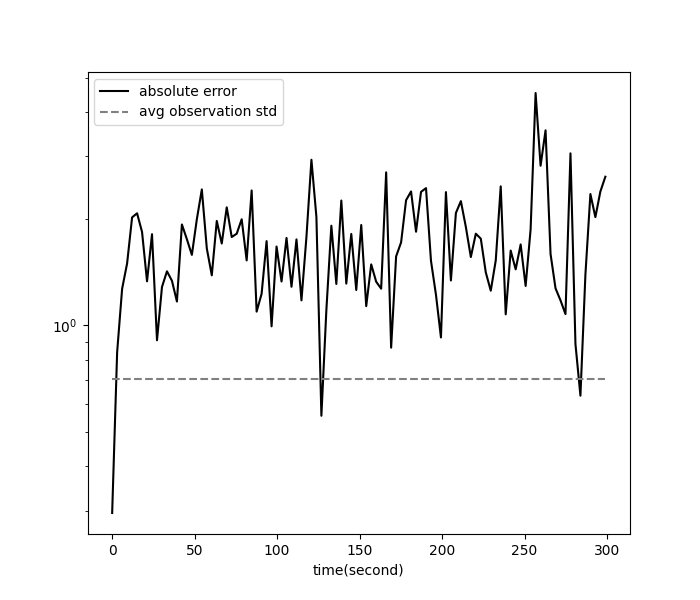 absolute error
avg observation std
10⁰
0 50 100 150 200 250 300
time(second)